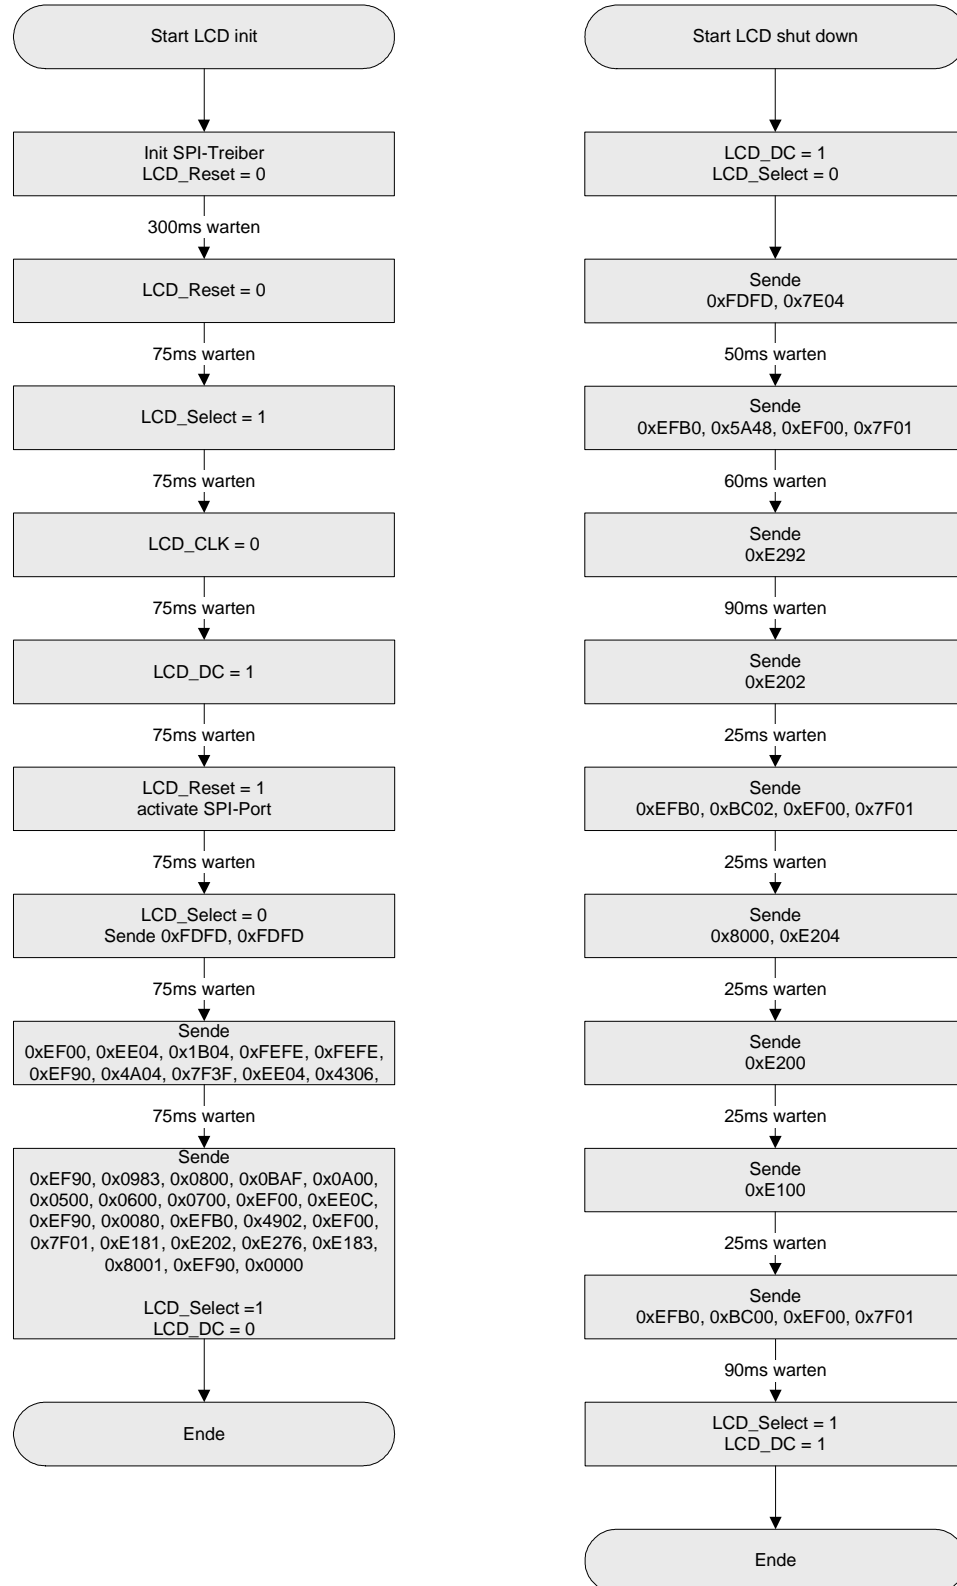 Start LCD init
Init SPI-Treiber
LCD_Reset = 0
300ms warten
LCD_Reset = 0
75ms warten
LCD_Select = 1
75ms warten
LCD_CLK = 0
75ms warten
LCD_DC = 1
75ms warten
LCD_Reset = 1
activate SPI-Port
75ms warten
LCD_Select = 0
Sende 0xFDFD, 0xFDFD
75ms warten
Sende
0xEF00, 0xEE04, 0x1B04, 0xFEFE, 0xFEFE,
0xEF90, 0x4A04, 0x7F3F, 0xEE04, 0x4306,
75ms warten
Sende
0xEF90, 0x0983, 0x0800, 0x0BAF, 0x0A00,
0x0500, 0x0600, 0x0700, 0xEF00, 0xEE0C,
0xEF90, 0x0080, 0xEFB0, 0x4902, 0xEF00,
0x7F01, 0xE181, 0xE202, 0xE276, 0xE183,
0x8001, 0xEF90, 0x0000
LCD_Select =1
LCD_DC = 0
Ende
Start LCD shut down
LCD_DC = 1
LCD_Select = 0
Sende
0xFDFD, 0x7E04
50ms warten
Sende
0xEFB0, 0x5A48, 0xEF00, 0x7F01
60ms warten
Sende
0xE292
90ms warten
Sende
0xE202
25ms warten
Sende
0xEFB0, 0xBC02, 0xEF00, 0x7F01
25ms warten
Sende
0x8000, 0xE204
25ms warten
Sende
0xE200
25ms warten
Sende
0xE100
25ms warten
Sende
0xEFB0, 0xBC00, 0xEF00, 0x7F01
90ms warten
LCD_Select = 1
LCD_DC = 1
Ende